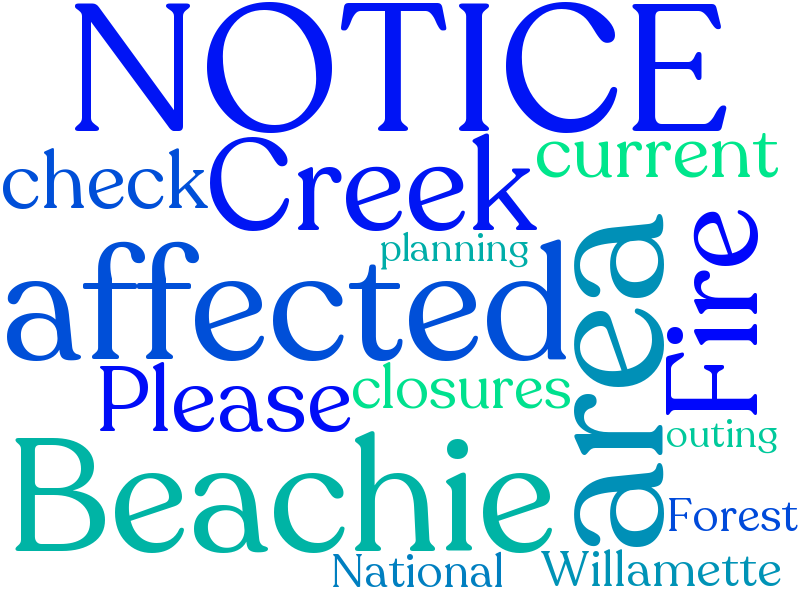 NOTICE
check Creek current
planning
affected area Fire
Please closures
outing
Beachie
Forest
National Willamette